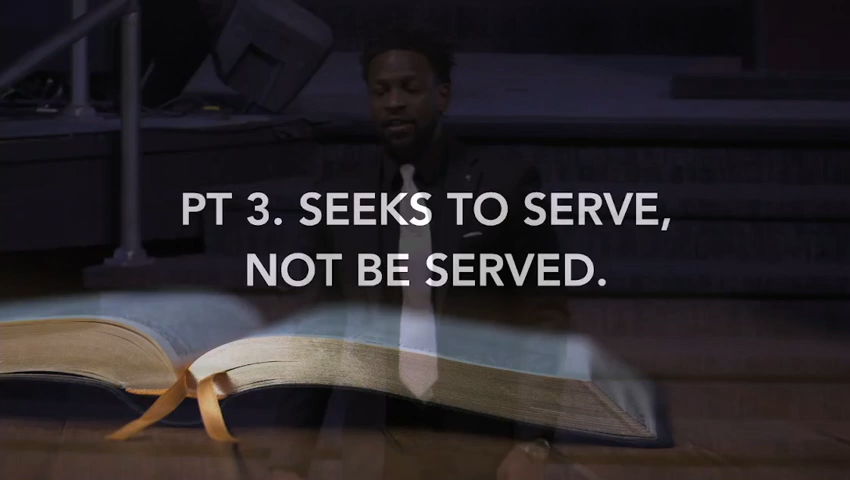 PT 3. SEEKS TO SERVE,
NOT BE SERVED.